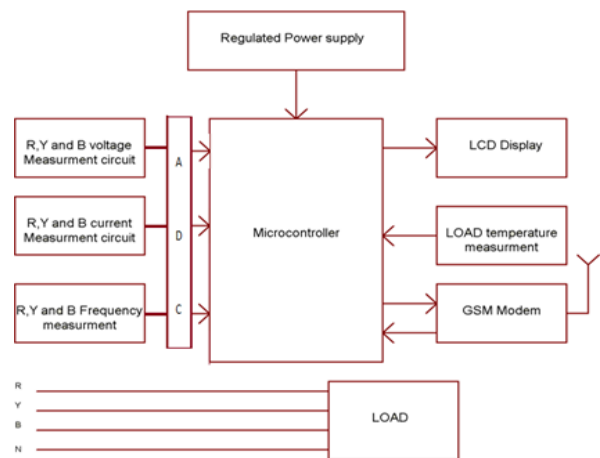 Regulated Power supply
R,Y and B voltage
Measurment circuit
A
LCD Display
R,Y and B current
Measurment circuit
D
Microcontroller
LOAD temperature
measurment
R,Y and B Frequency
measurment
C
GSM Modem
R
Y
B
N
LOAD